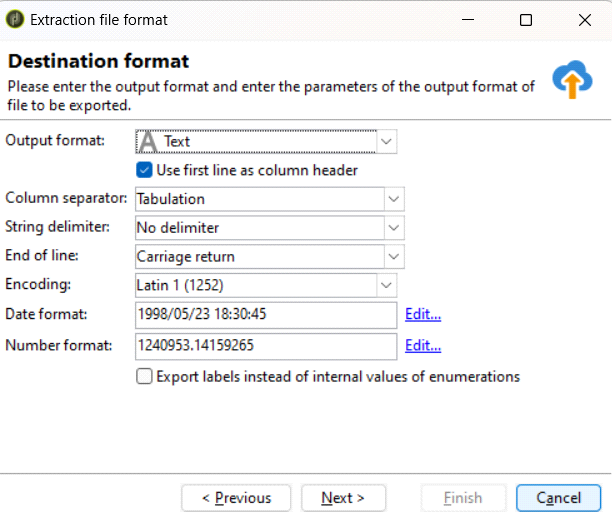 Extraction file format
Destination format
Please enter the output format and enter the parameters of the output format of
file to be exported.
Output format: Text
Use first line as column header
Column separator: Tabulation
String delimiter: No delimiter
End of line: Carriage return
Encoding: Latin 1 (1252)
Date format: 1998/05/23 18:30:45 Edit...
Number format: 1240953.14159265 Edit...
Export labels instead of internal values of enumerations
< Previous Next > Finish Cancel